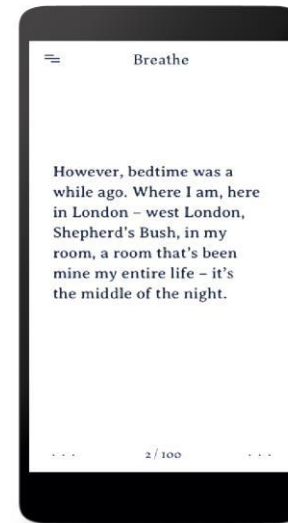 Breathe
However, bedtime was a
while ago. Where I am, here
in London – west London,
Shepherd's Bush, in my
room, a room that's been
mine my entire life – it's
the middle of the night.
. . . 2 / 100 . . .